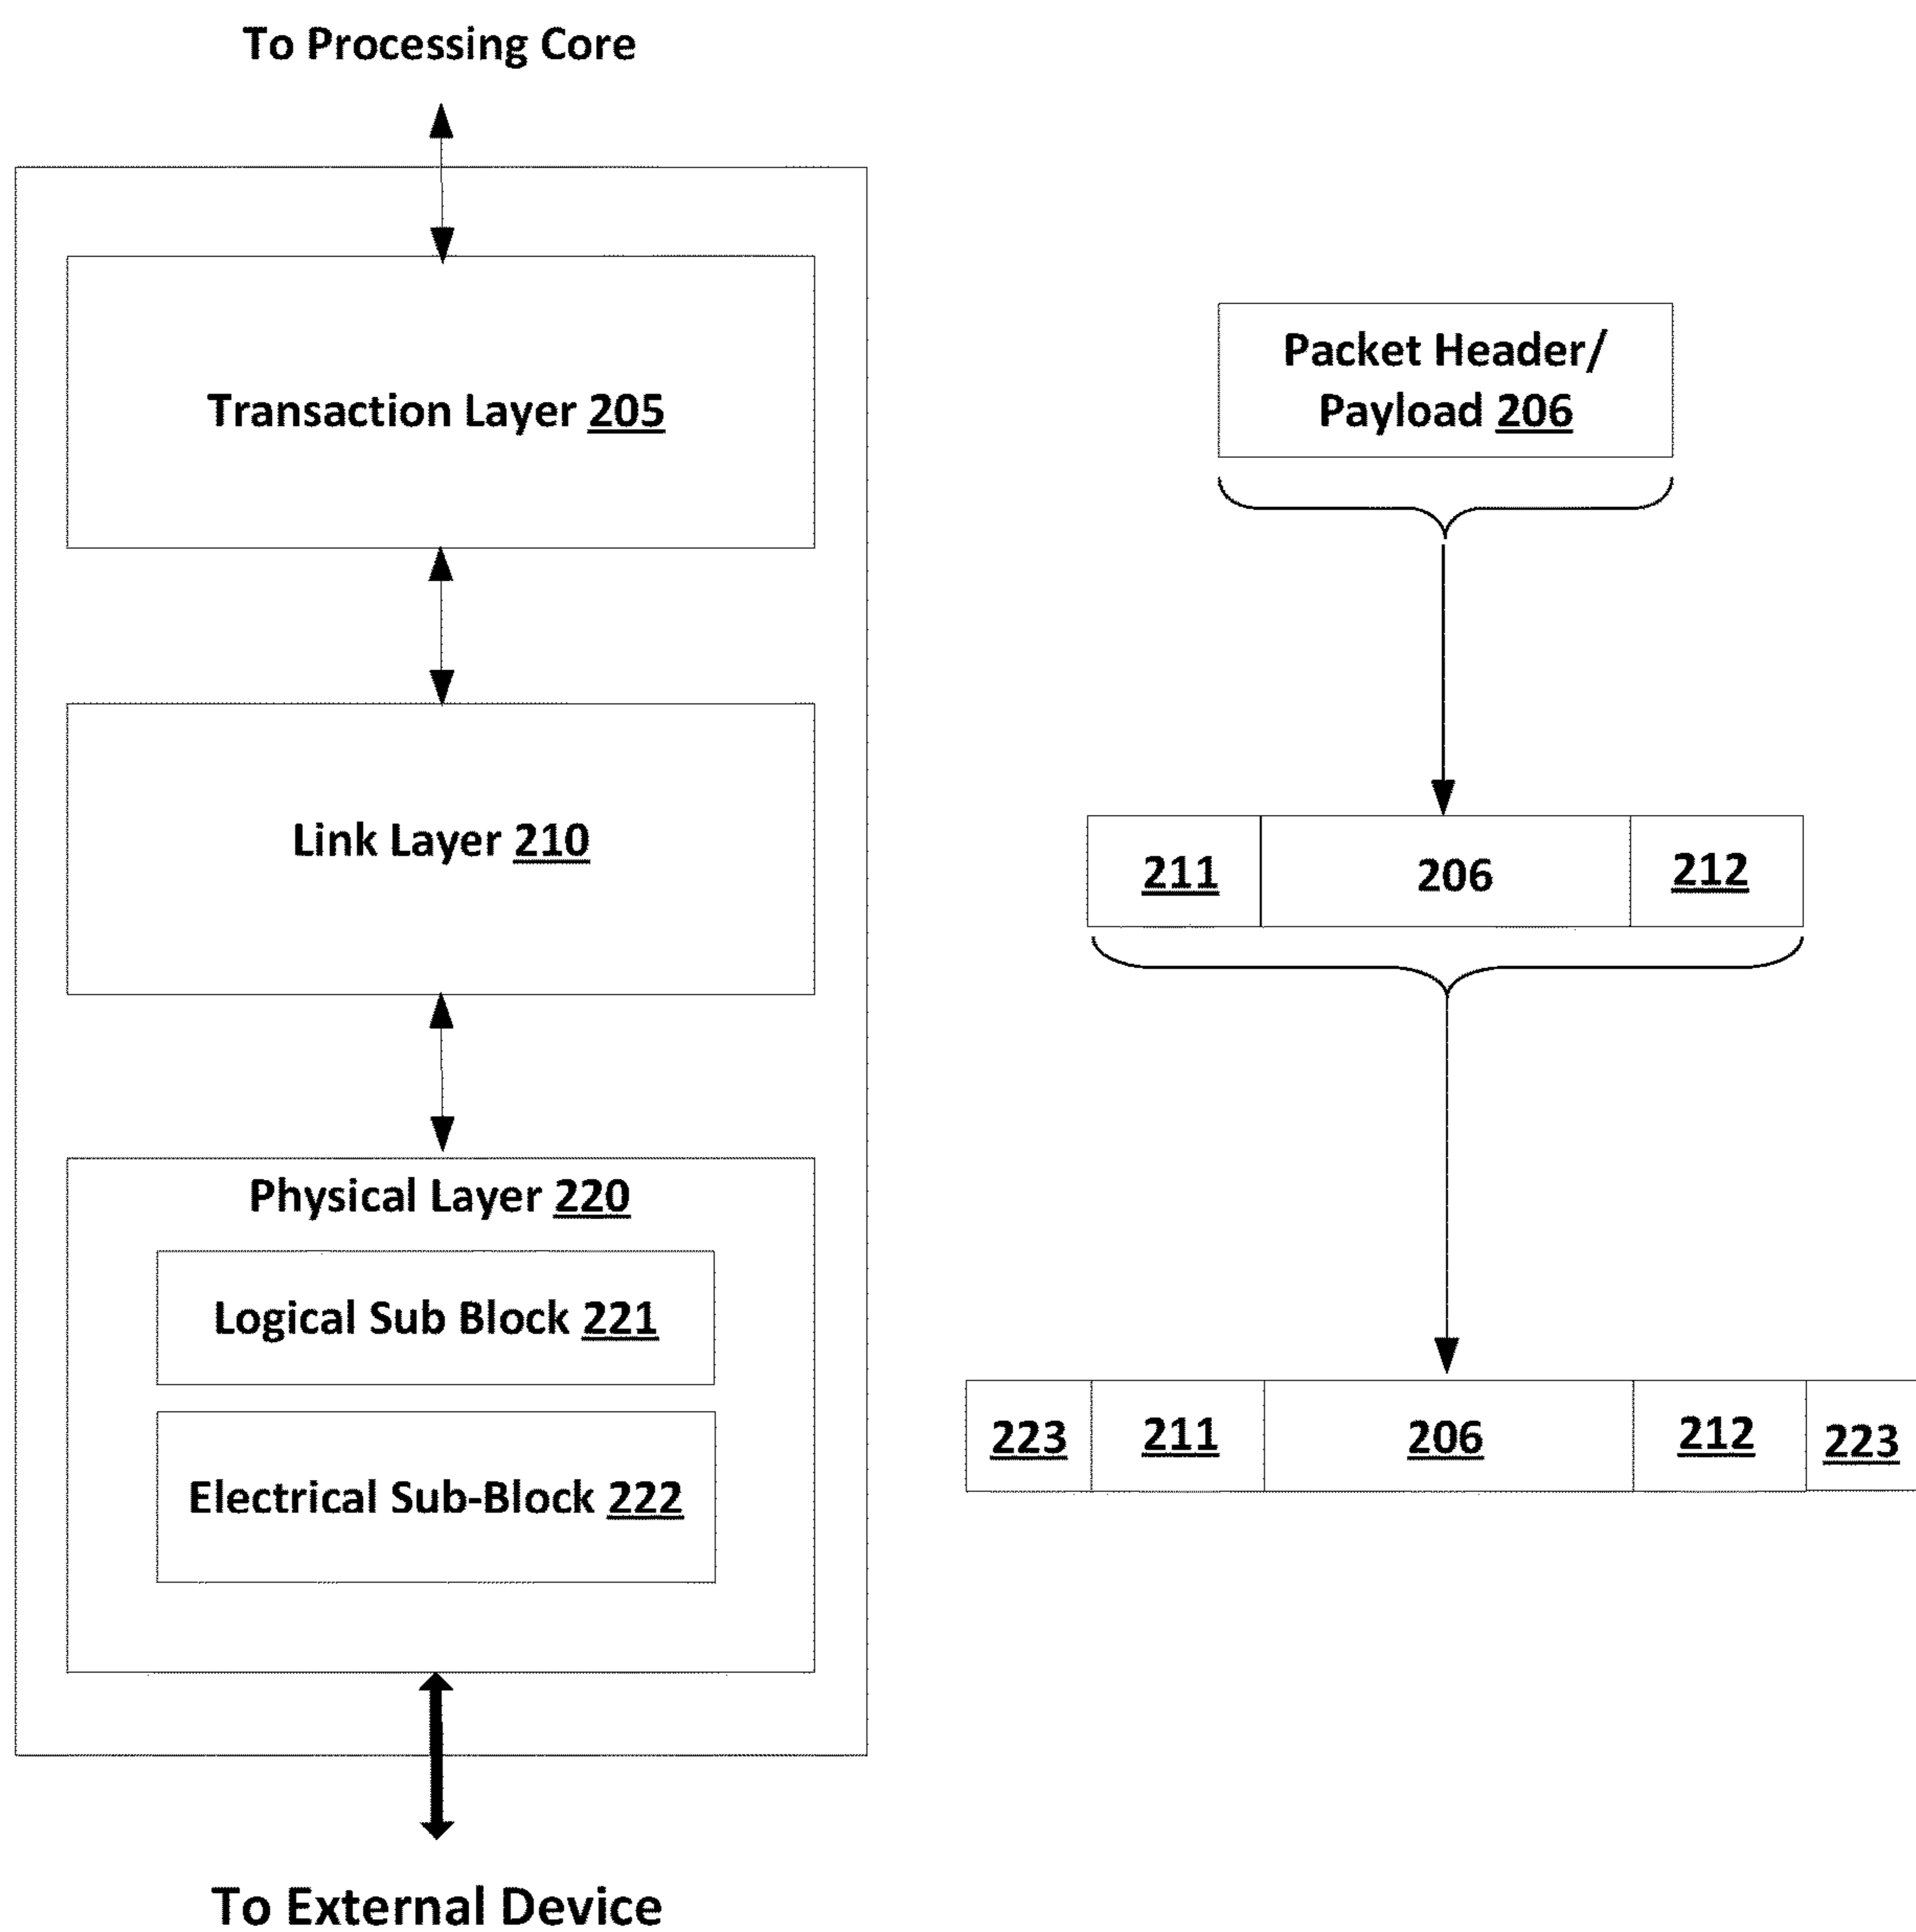 To Processing Core
Transaction Layer 205
Link Layer 210
Physical Layer 220
Logical Sub Block 221
Electrical Sub-Block 222
To External Device
Packet Header/
Payload 206
211 206 212
223 211 206 212 223